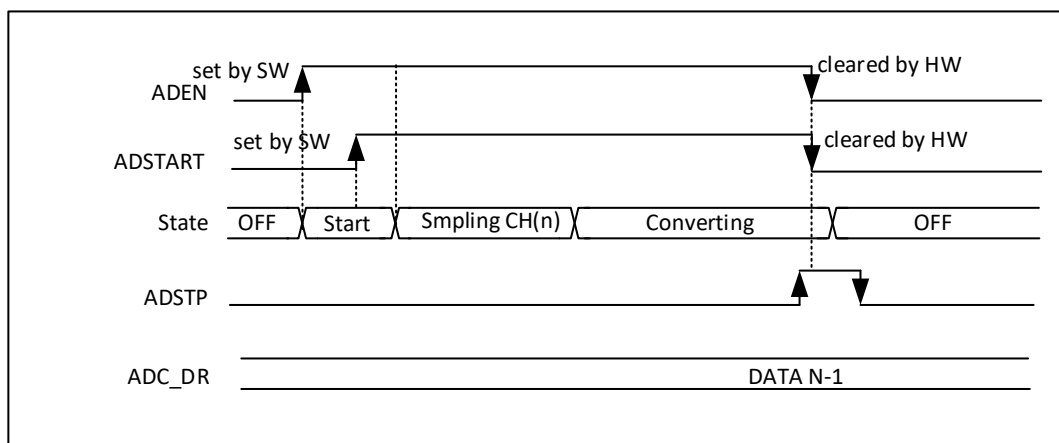 set by SW
cleared by HW
ADEN
set by SW
cleared by HW
ADSTART
State
OFF
Start
Smpling CH(n)
Converting
OFF
ADSTP
ADC_DR
DATA N-1